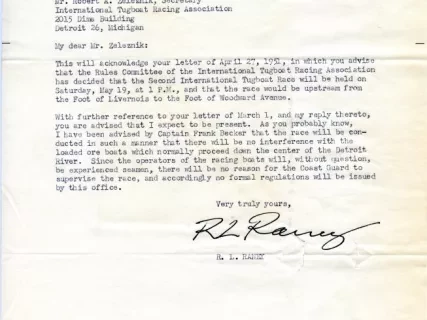 Mr. Robert A. Zeleznik, Secretary
International Tugboat Racing Association
2015 Dime Building
Detroit 26, Michigan
My dear Mr. Zeleznik:
This will acknowledge your letter of April 27, 1951, in which you advise
that the Rules Committee of the International Tugboat Racing Association
has decided that the Second International Tugboat Race will be held on
Saturday, May 19, at 1 P.M., and that the race would be upstream from
the Foot of Livernois to the Foot of Woodward Avenue.
With further reference to your letter of March 1, and my reply thereto,
you are advised that I expect to be present. As you probably know,
I have been advised by Captain Frank Becker that the race will be con-
ducted in such a manner that there will be no interference with the
loaded ore boats which normally proceed down the center of the Detroit
River. Since the operators of the racing boats will, without question,
be experienced seamen, there will be no reason for the Coast Guard to
supervise the race, and accordingly no formal regulations will be issued
by this office.
Very truly yours,
RL Raney
R. L. RANEY